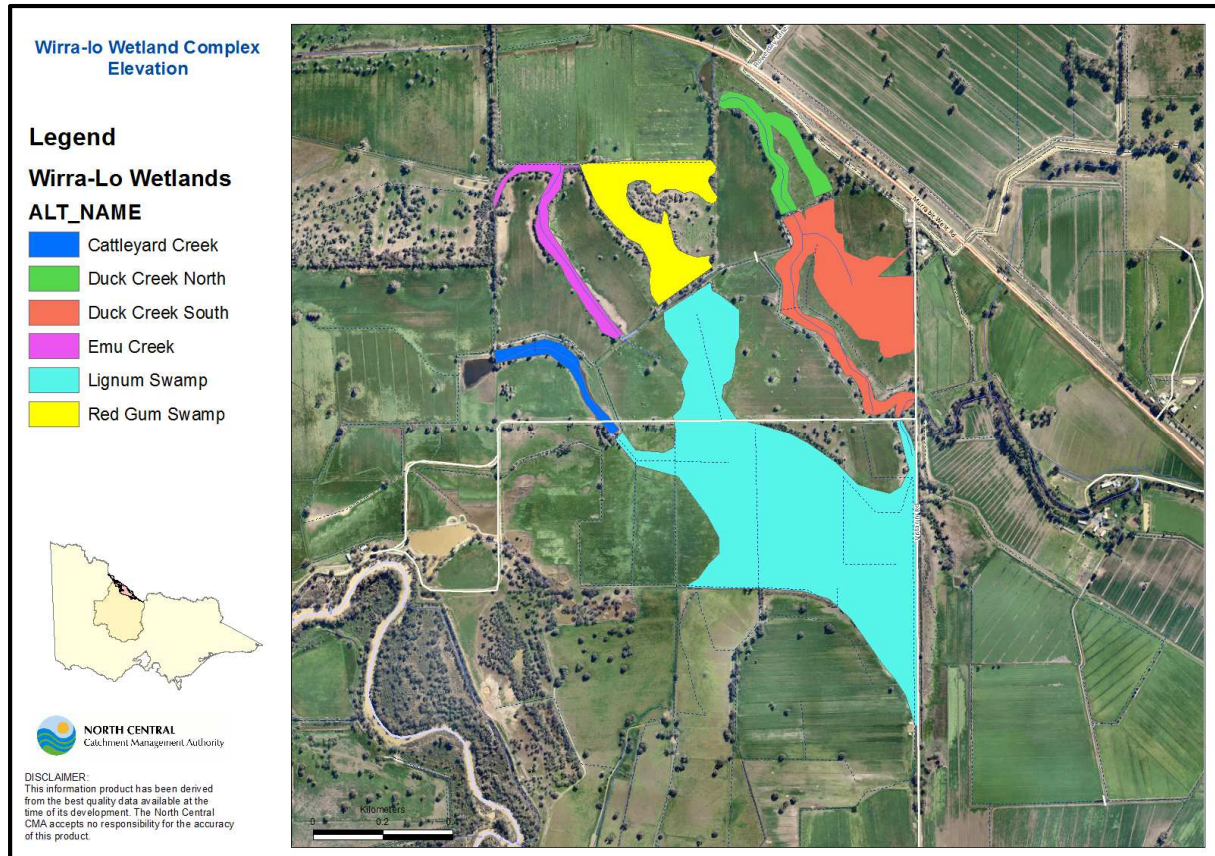 Wirra-lo Wetland Complex
Elevation
Legend
Wirra-Lo Wetlands
ALT_NAME
Cattleyard Creek
Duck Creek North
Duck Creek South
Emu Creek
Lignum Swamp
Red Gum Swamp
NORTH CENTRAL
Catchment Management Authority
DISCLAIMER:
This information product has been derived
from the best quality data available at the
time of its development. The North Central
CMA accepts no responsibility for the accuracy
of this product.
Murrabit West Rd
Kilometers
0 0.2